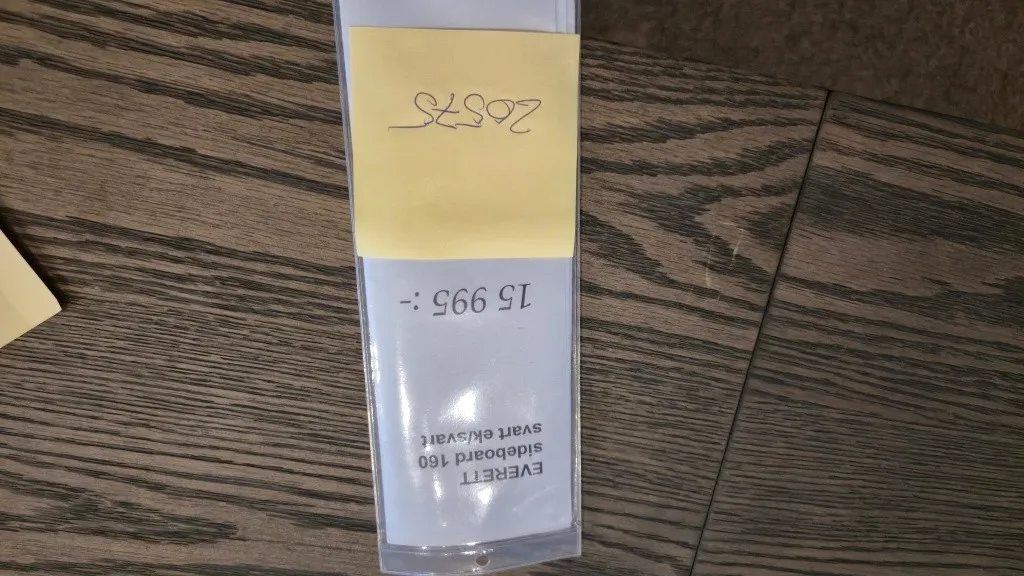 EVERETT
sideboard 160
svart ek/svart
15 995 :-
20575